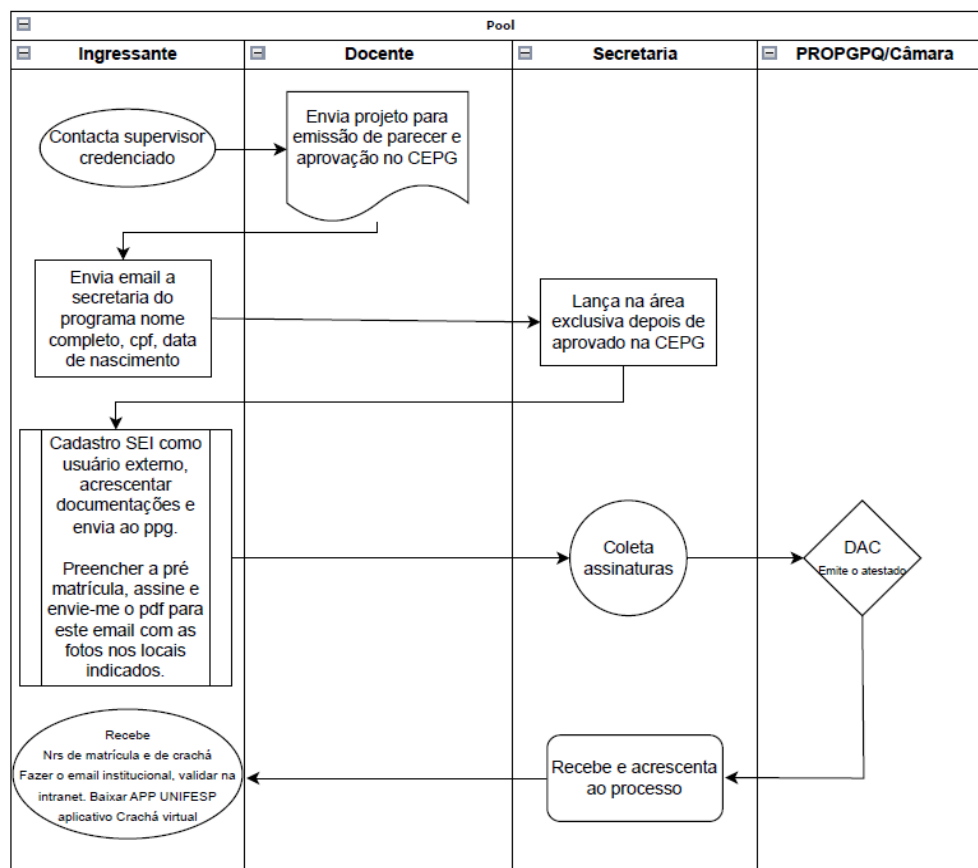 Pool
Ingressante
Docente
Secretaria
PROPGPQ/Câmara
Contacta supervisor
credenciado
Envia projeto para
emissão de parecer e
aprovação no CEPG
Envia email a
secretaria do
programa nome
completo, cpf, data
de nascimento
Lança na área
exclusiva depois de
aprovado na CEPG
Cadastro SEI como
usuário externo,
acrescentar
documentações e
envia ao ppg.
Preencher a pré
matrícula, assine e
envie-me o pdf para
este email com as
fotos nos locais
indicados.
Coleta
assinaturas
DAC
Emite o atestado
Recebe e acrescenta
ao processo
Recebe
Nrs de matrícula e de crachá
Fazer o email institucional, validar na
intranet. Baixar APP UNIFESP
aplicativo Crachá virtual